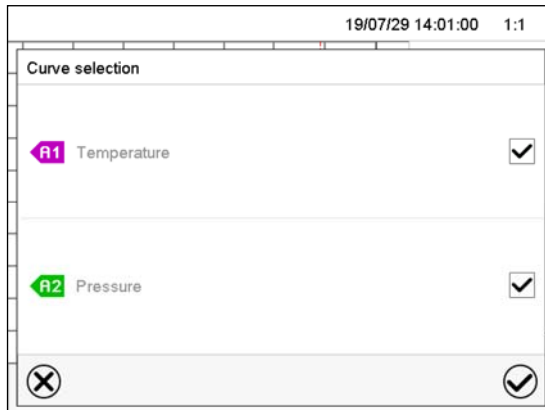 19/07/29 14:01:00 1:1
Curve selection
A1 Temperature
A2 Pressure